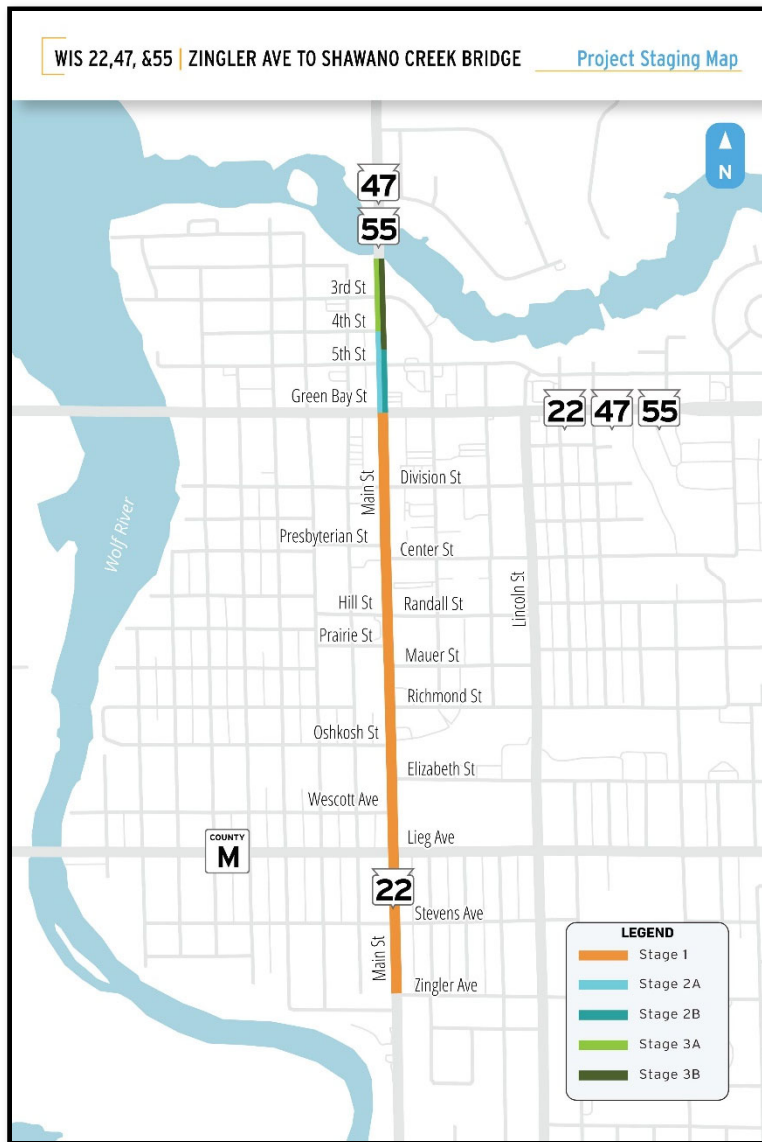 WIS 22,47, &55 | ZINGLER AVE TO SHAWANO CREEK BRIDGE
Project Staging Map
N
47
55
3rd St
4th St
5th St
Green Bay St
22 47 55
Main St
Division St
Wolf River
Presbyterian St
Center St
Lincoln St
Hill St
Randall St
Prairie St
Mauer St
Richmond St
Oshkosh St
Elizabeth St
Wescott Ave
Lieg Ave
COUNTY
M
22
Stevens Ave
Main St
Zingler Ave
LEGEND
Stage 1
Stage 2A
Stage 2B
Stage 3A
Stage 3B